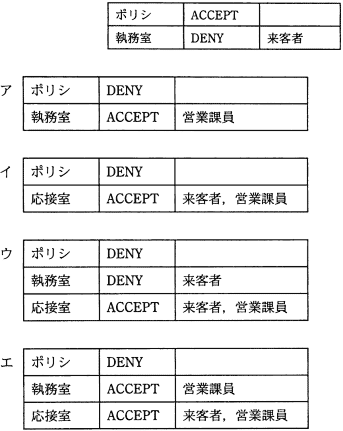 ポリシ ACCEPT
執務室 DENY 来客者
ア ポリシ DENY
執務室 ACCEPT 営業課員
イ ポリシ DENY
応接室 ACCEPT 来客者，営業課員
ウ ポリシ DENY
執務室 DENY 来客者
応接室 ACCEPT 来客者，営業課員
エ ポリシ DENY
執務室 ACCEPT 営業課員
応接室 ACCEPT 来客者，営業課員